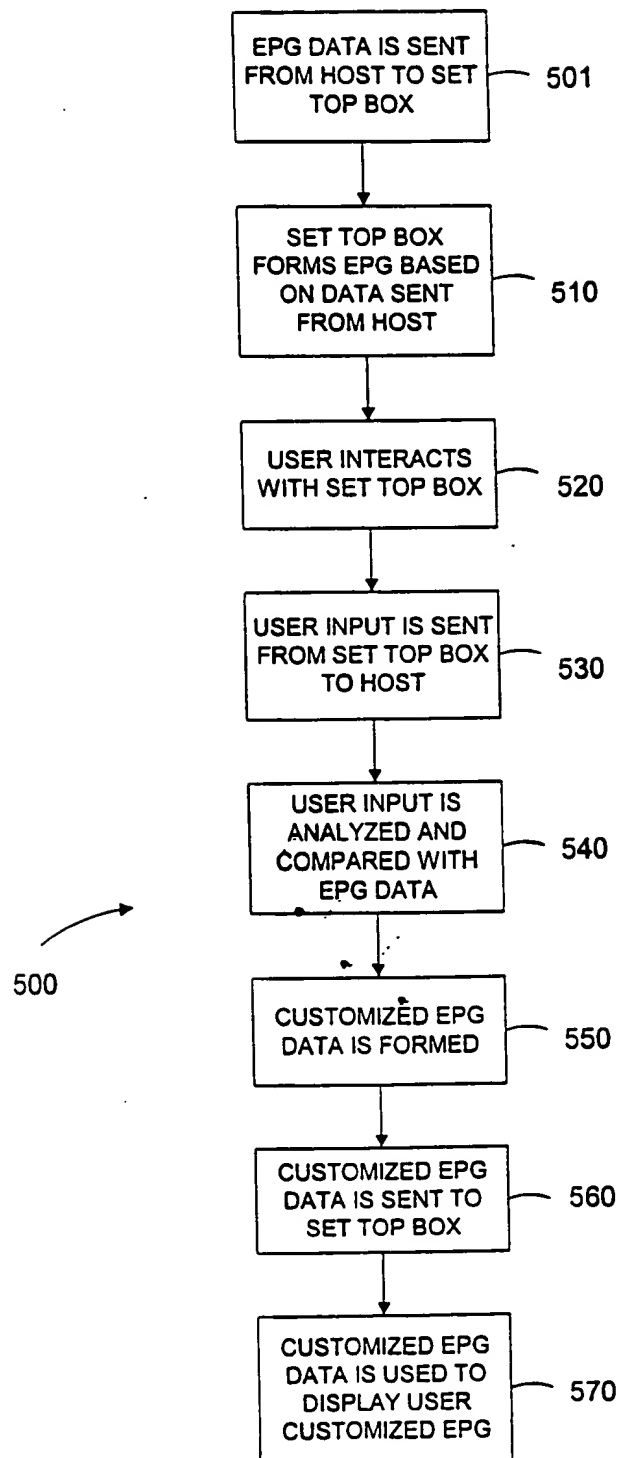 EPG DATA IS SENT
FROM HOST TO SET
TOP BOX
501
SET TOP BOX
FORMS EPG BASED
ON DATA SENT
FROM HOST
510
USER INTERACTS
WITH SET TOP BOX
520
USER INPUT IS SENT
FROM SET TOP BOX
TO HOST
530
USER INPUT IS
ANALYZED AND
COMPARED WITH
EPG DATA
540
500
CUSTOMIZED EPG
DATA IS FORMED
550
CUSTOMIZED EPG
DATA IS SENT TO
SET TOP BOX
560
CUSTOMIZED EPG
DATA IS USED TO
DISPLAY USER
CUSTOMIZED EPG
570